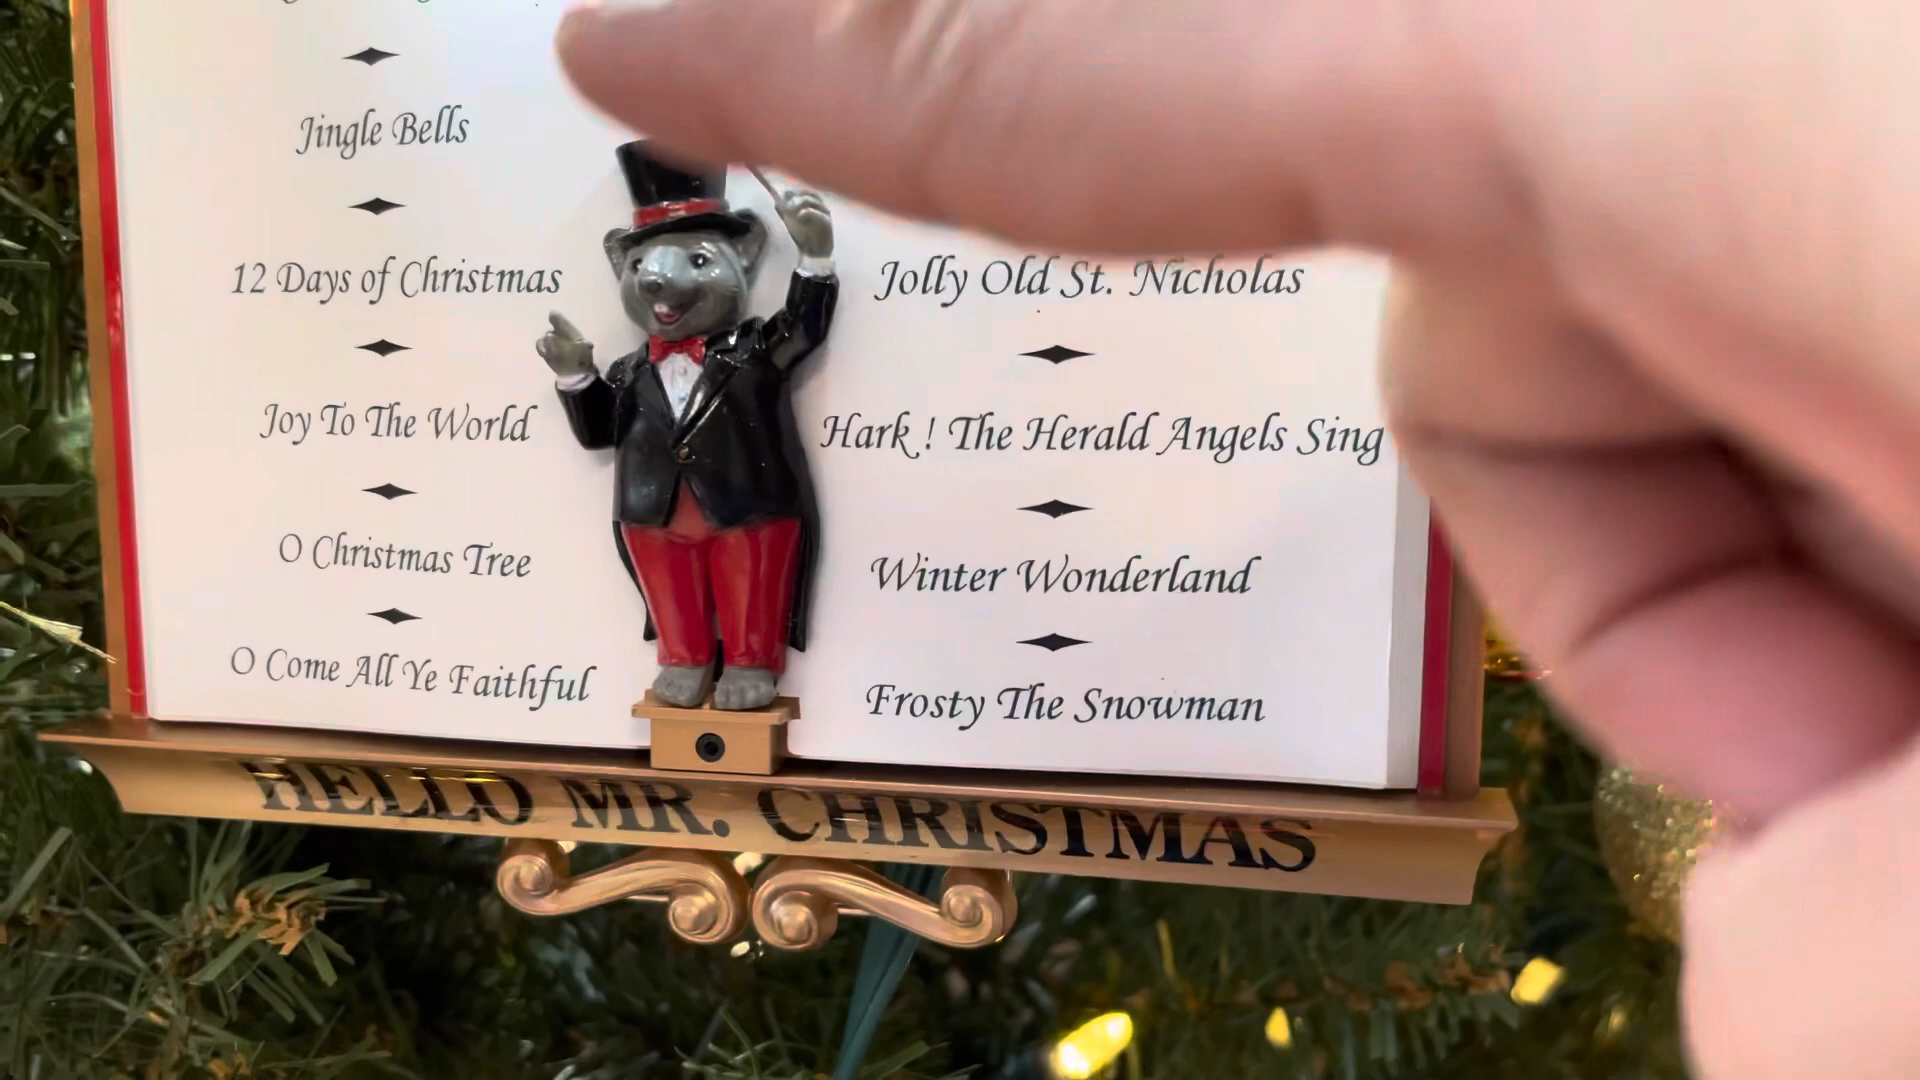 Jingle Bells
12 Days of Christmas
Joy To The World
O Christmas Tree
O Come All Ye Faithful
Jolly Old St. Nicholas
Hark! The Herald Angels Sing
Winter Wonderland
Frosty The Snowman
HELLO MR. CHRISTMAS